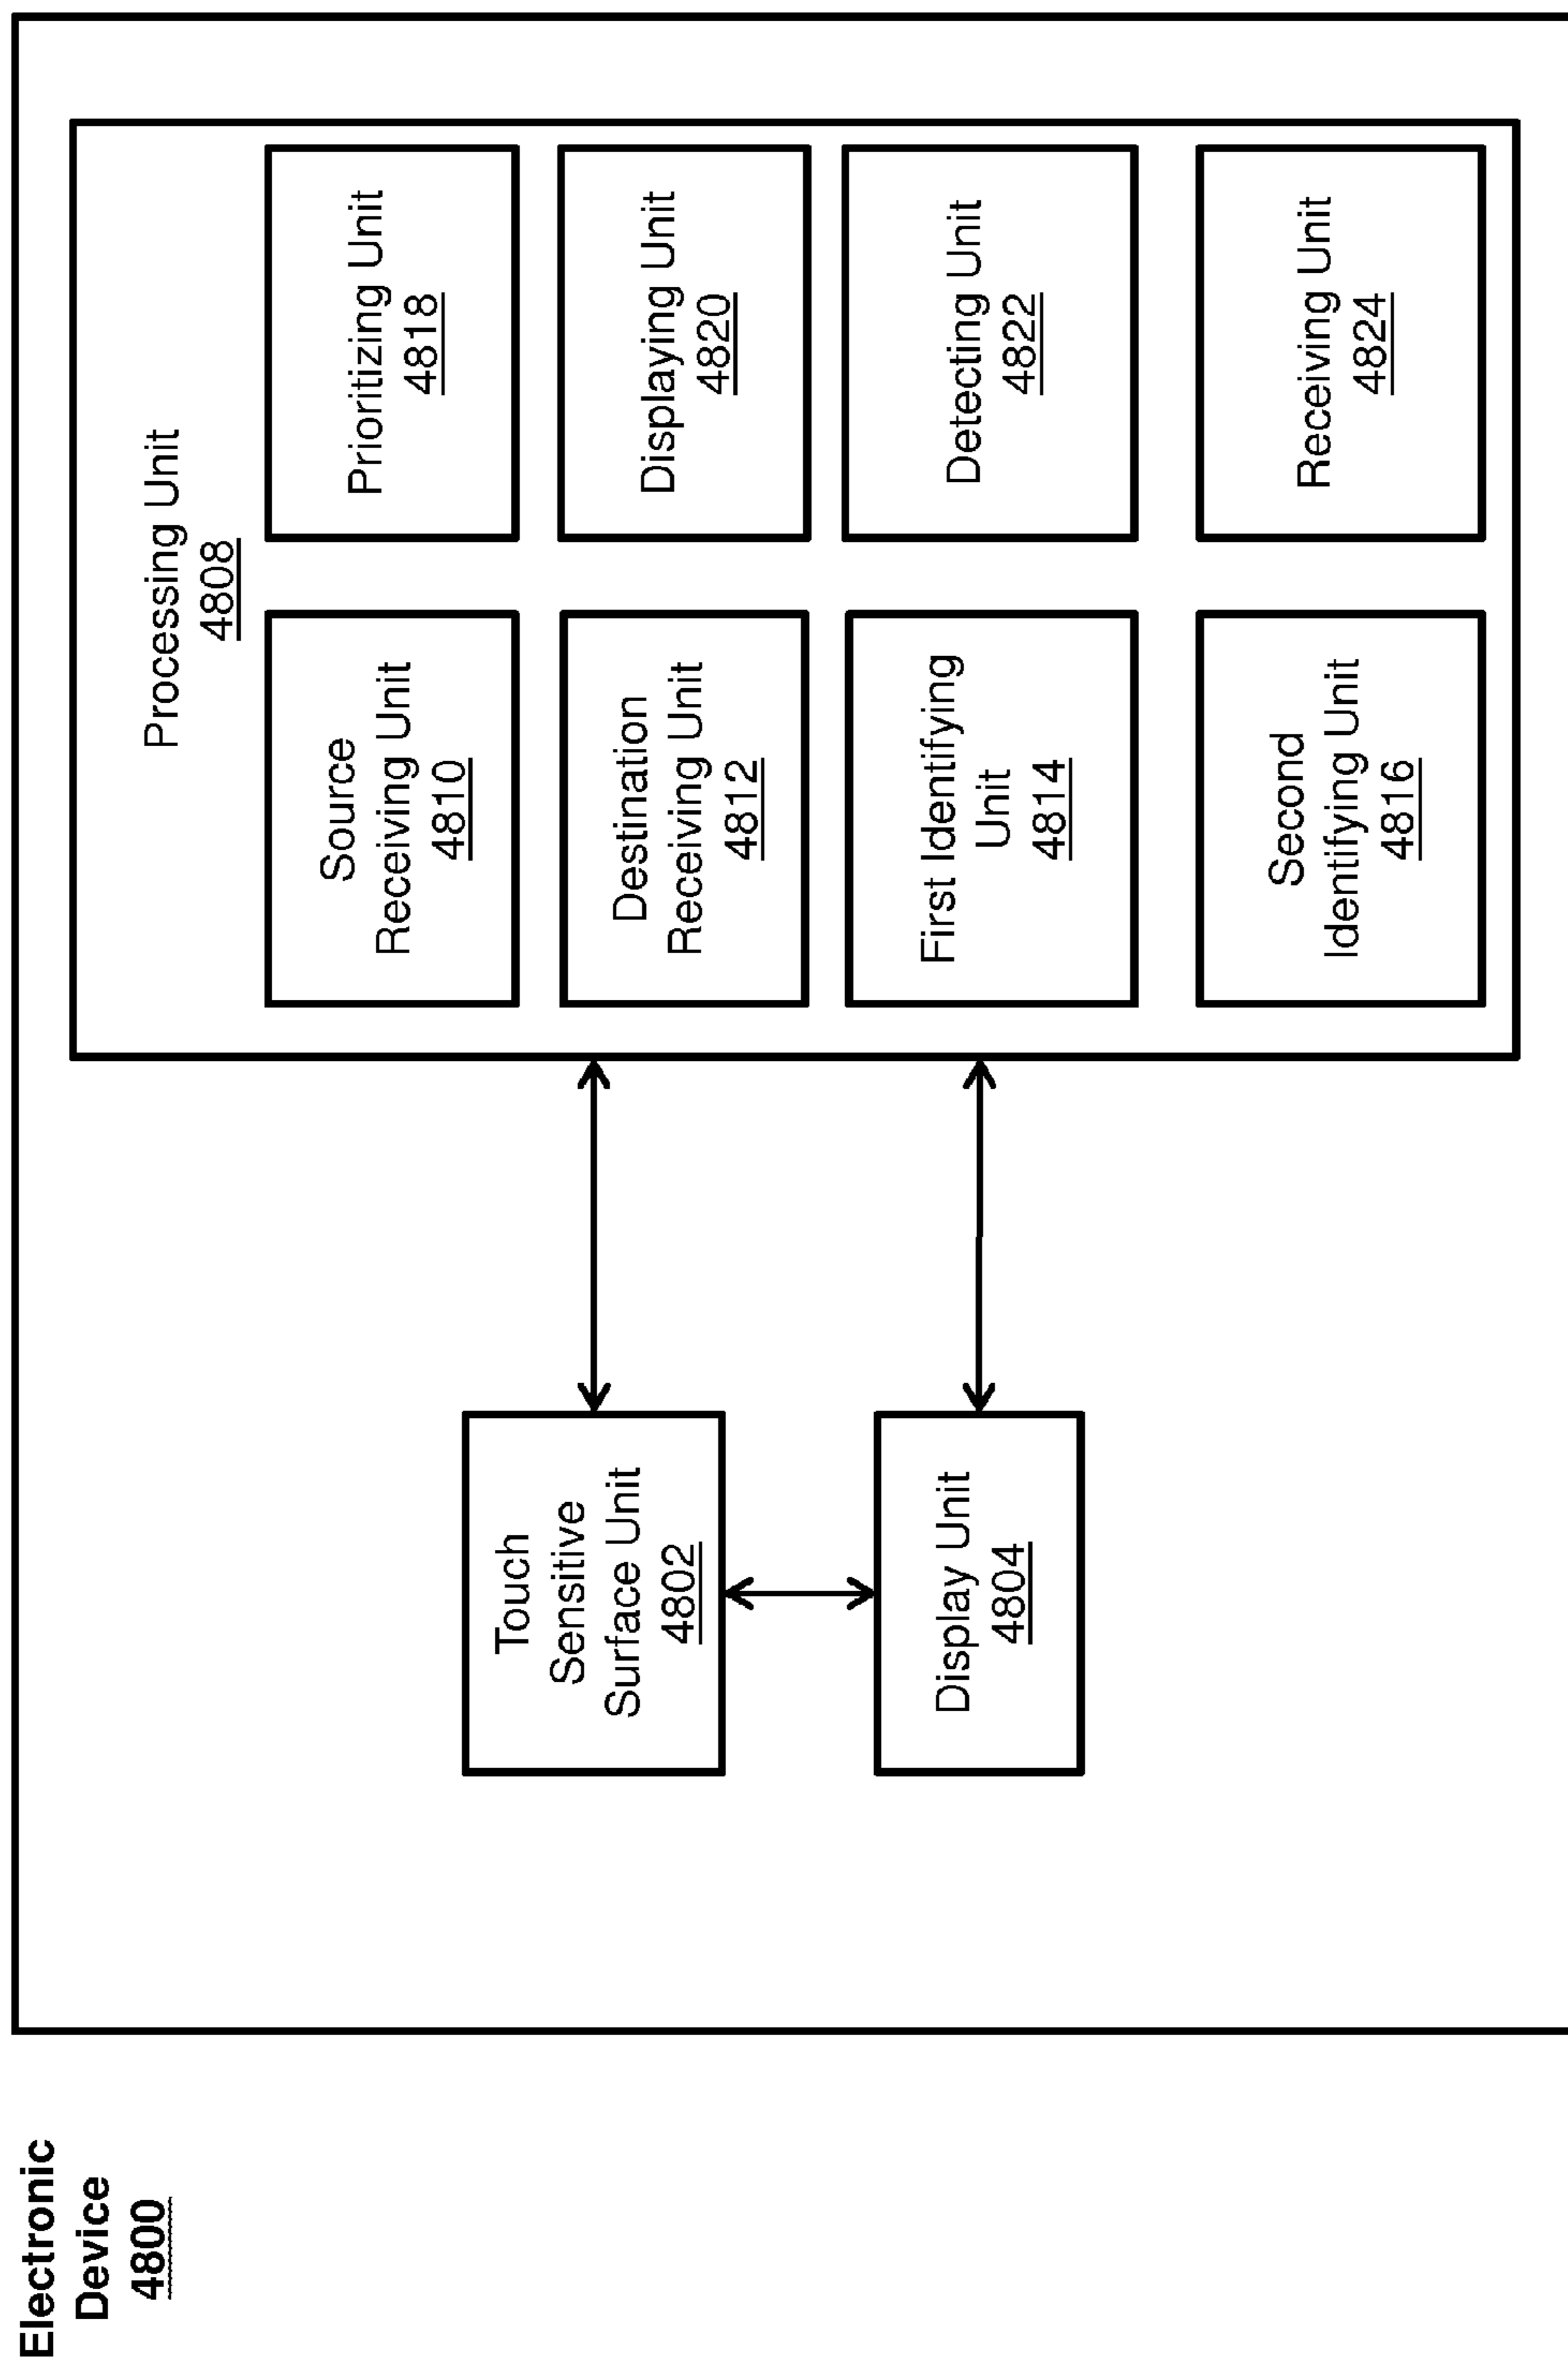 Electronic
Device
4800
Touch
Sensitive
Surface Unit
4802
Display Unit
4804
Processing Unit
4808
Source
Receiving Unit
4810
Prioritizing Unit
4818
Destination
Receiving Unit
4812
Displaying Unit
4820
First Identifying
Unit
4814
Detecting Unit
4822
Second
Identifying Unit
4816
Receiving Unit
4824